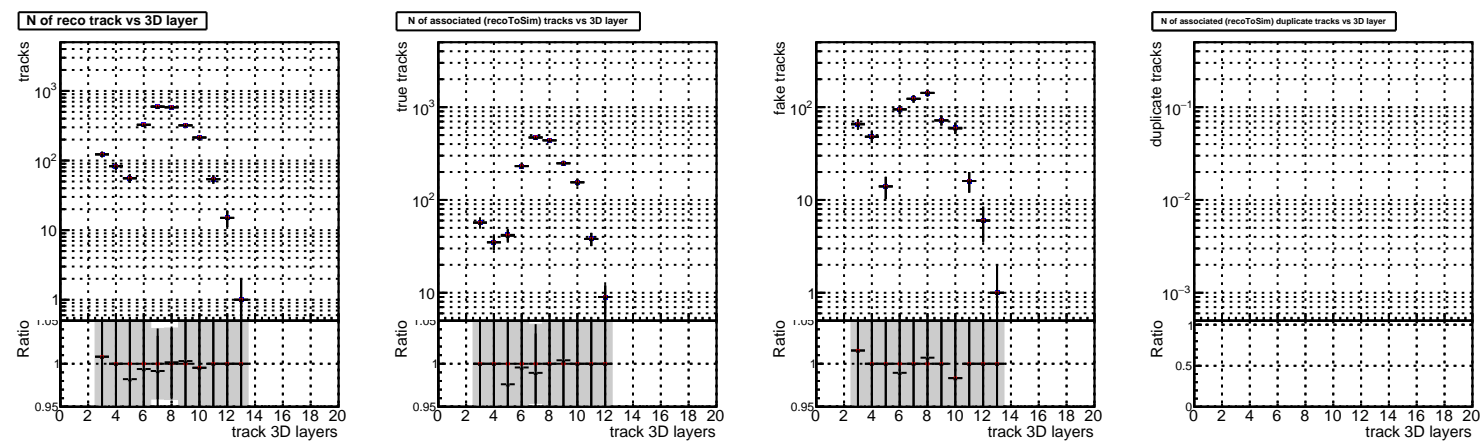 N of reco track vs 3D layer
tracks
10³
10²
10
1
Ratio
1.05
1
0.95
0 2 4 6 8 10 12 14 16 18 20
track 3D layers
N of associated (recoToSim) tracks vs 3D layer
true tracks
10³
10²
10
Ratio
1.05
1
0.95
0 2 4 6 8 10 12 14 16 18 20
track 3D layers
fake tracks
10²
10
1
Ratio
1.05
1
0.95
0 2 4 6 8 10 12 14 16 18 20
track 3D layers
N of associated (recoToSim) duplicate tracks vs 3D layer
duplicate tracks
10⁻¹
10⁻²
10⁻³
Ratio
1
0.5
0
0 2 4 6 8 10 12 14 16 18 20
track 3D layers